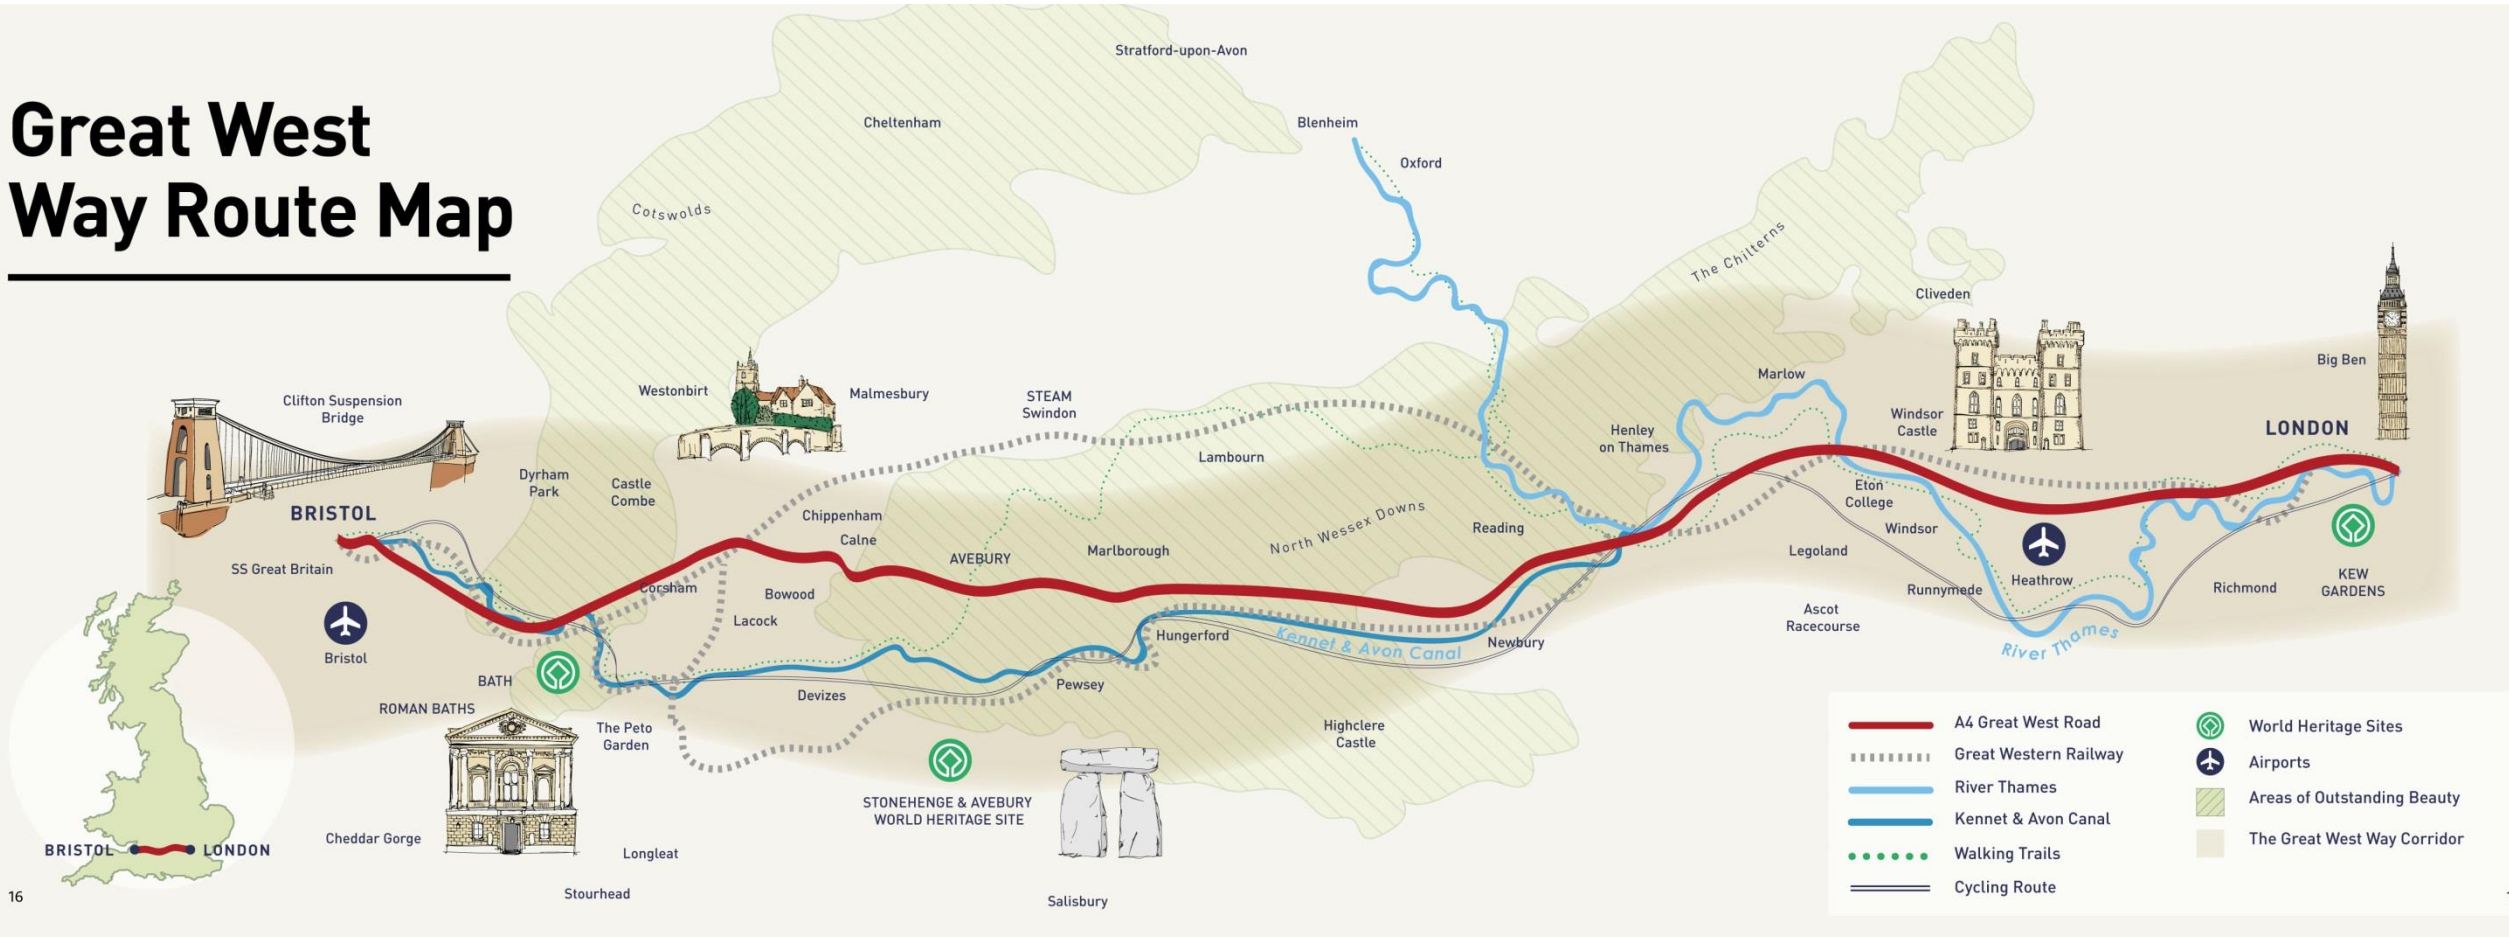 Great West
Way Route Map
Stratford-upon-Avon
Cheltenham
Blenheim
Oxford
Cotswolds
The Chilterns
Cliveden
Big Ben
Marlow
Westonbirt
Malmesbury
STEAM
Swindon
Clifton Suspension
Bridge
Windsor
Castle
LONDON
Henley
on Thames
Lambourn
Dyrham
Park
Castle
Combe
Eton
College
BRISTOL
Chippenham
North Wessex Downs
Reading
Windsor
Calne
AVEBURY
Marlborough
Legoland
SS Great Britain
Heathrow
KEW
GARDENS
Corsham
Bowood
Runnymede
Richmond
Lacock
Ascot
Racecourse
Hungerford
Kennet & Avon Canal
Newbury
River Thames
Bristol
BATH
Pewsey
Devizes
ROMAN BATHS
The Peto
Garden
Highclere
Castle
STONEHENGE & AVEBURY
WORLD HERITAGE SITE
Cheddar Gorge
Longleat
BRISTOL
LONDON
Stourhead
Salisbury
A4 Great West Road
Great Western Railway
River Thames
Kennet & Avon Canal
Walking Trails
Cycling Route
World Heritage Sites
Airports
Areas of Outstanding Beauty
The Great West Way Corridor
16